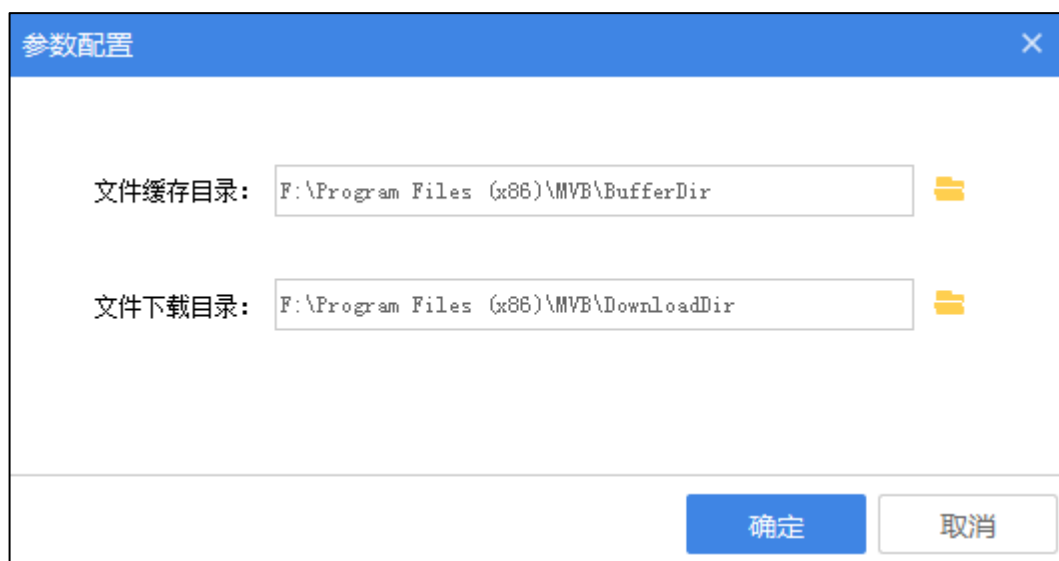 参数配置
文件缓存目录： F:\Program Files (x86)\MVB\BufferDir
文件下载目录： F:\Program Files (x86)\MVB\DownloadDir
确定 取消